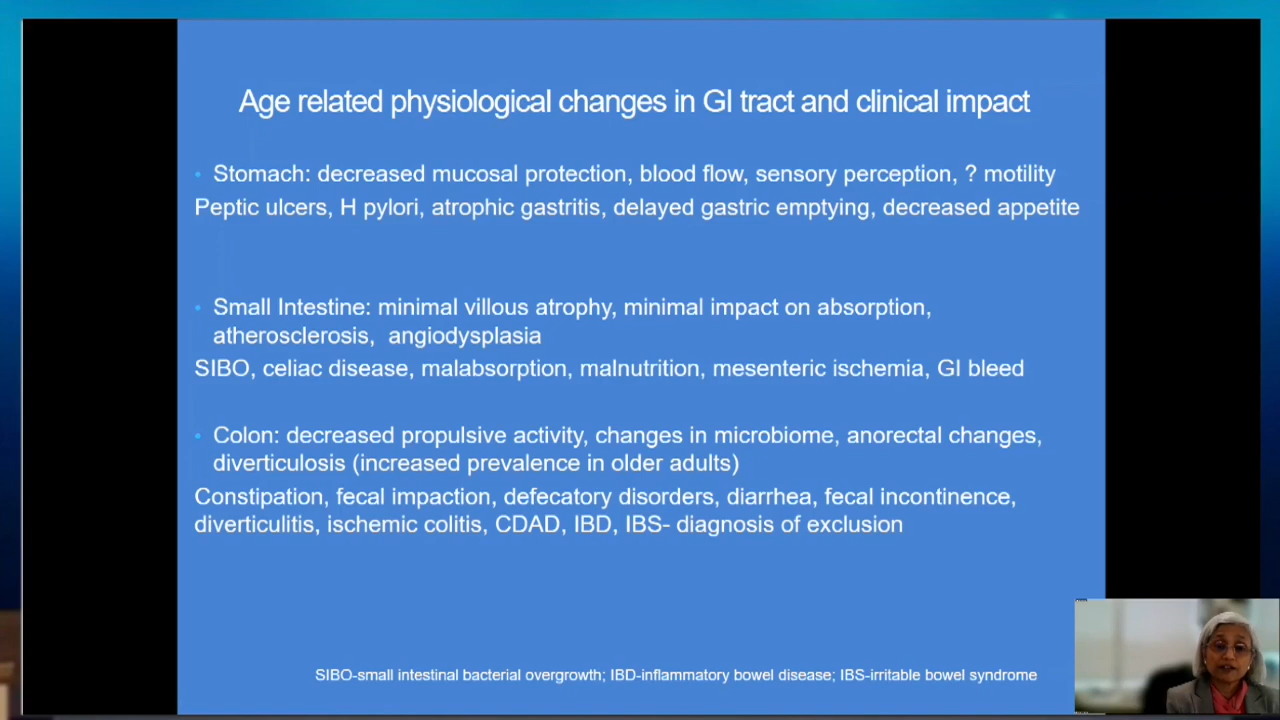 Age related physiological changes in GI tract and clinical impact
• Stomach: decreased mucosal protection, blood flow, sensory perception, ? motility
Peptic ulcers, H pylori, atrophic gastritis, delayed gastric emptying, decreased appetite
• Small Intestine: minimal villous atrophy, minimal impact on absorption,
atherosclerosis, angiodysplasia
SIBO, celiac disease, malabsorption, malnutrition, mesenteric ischemia, GI bleed
• Colon: decreased propulsive activity, changes in microbiome, anorectal changes,
diverticulosis (increased prevalence in older adults)
Constipation, fecal impaction, defecatory disorders, diarrhea, fecal incontinence,
diverticulitis, ischemic colitis, CDAD, IBD, IBS- diagnosis of exclusion
SIBO-small intestinal bacterial overgrowth; IBD-inflammatory bowel disease; IBS-irritable bowel syndrome